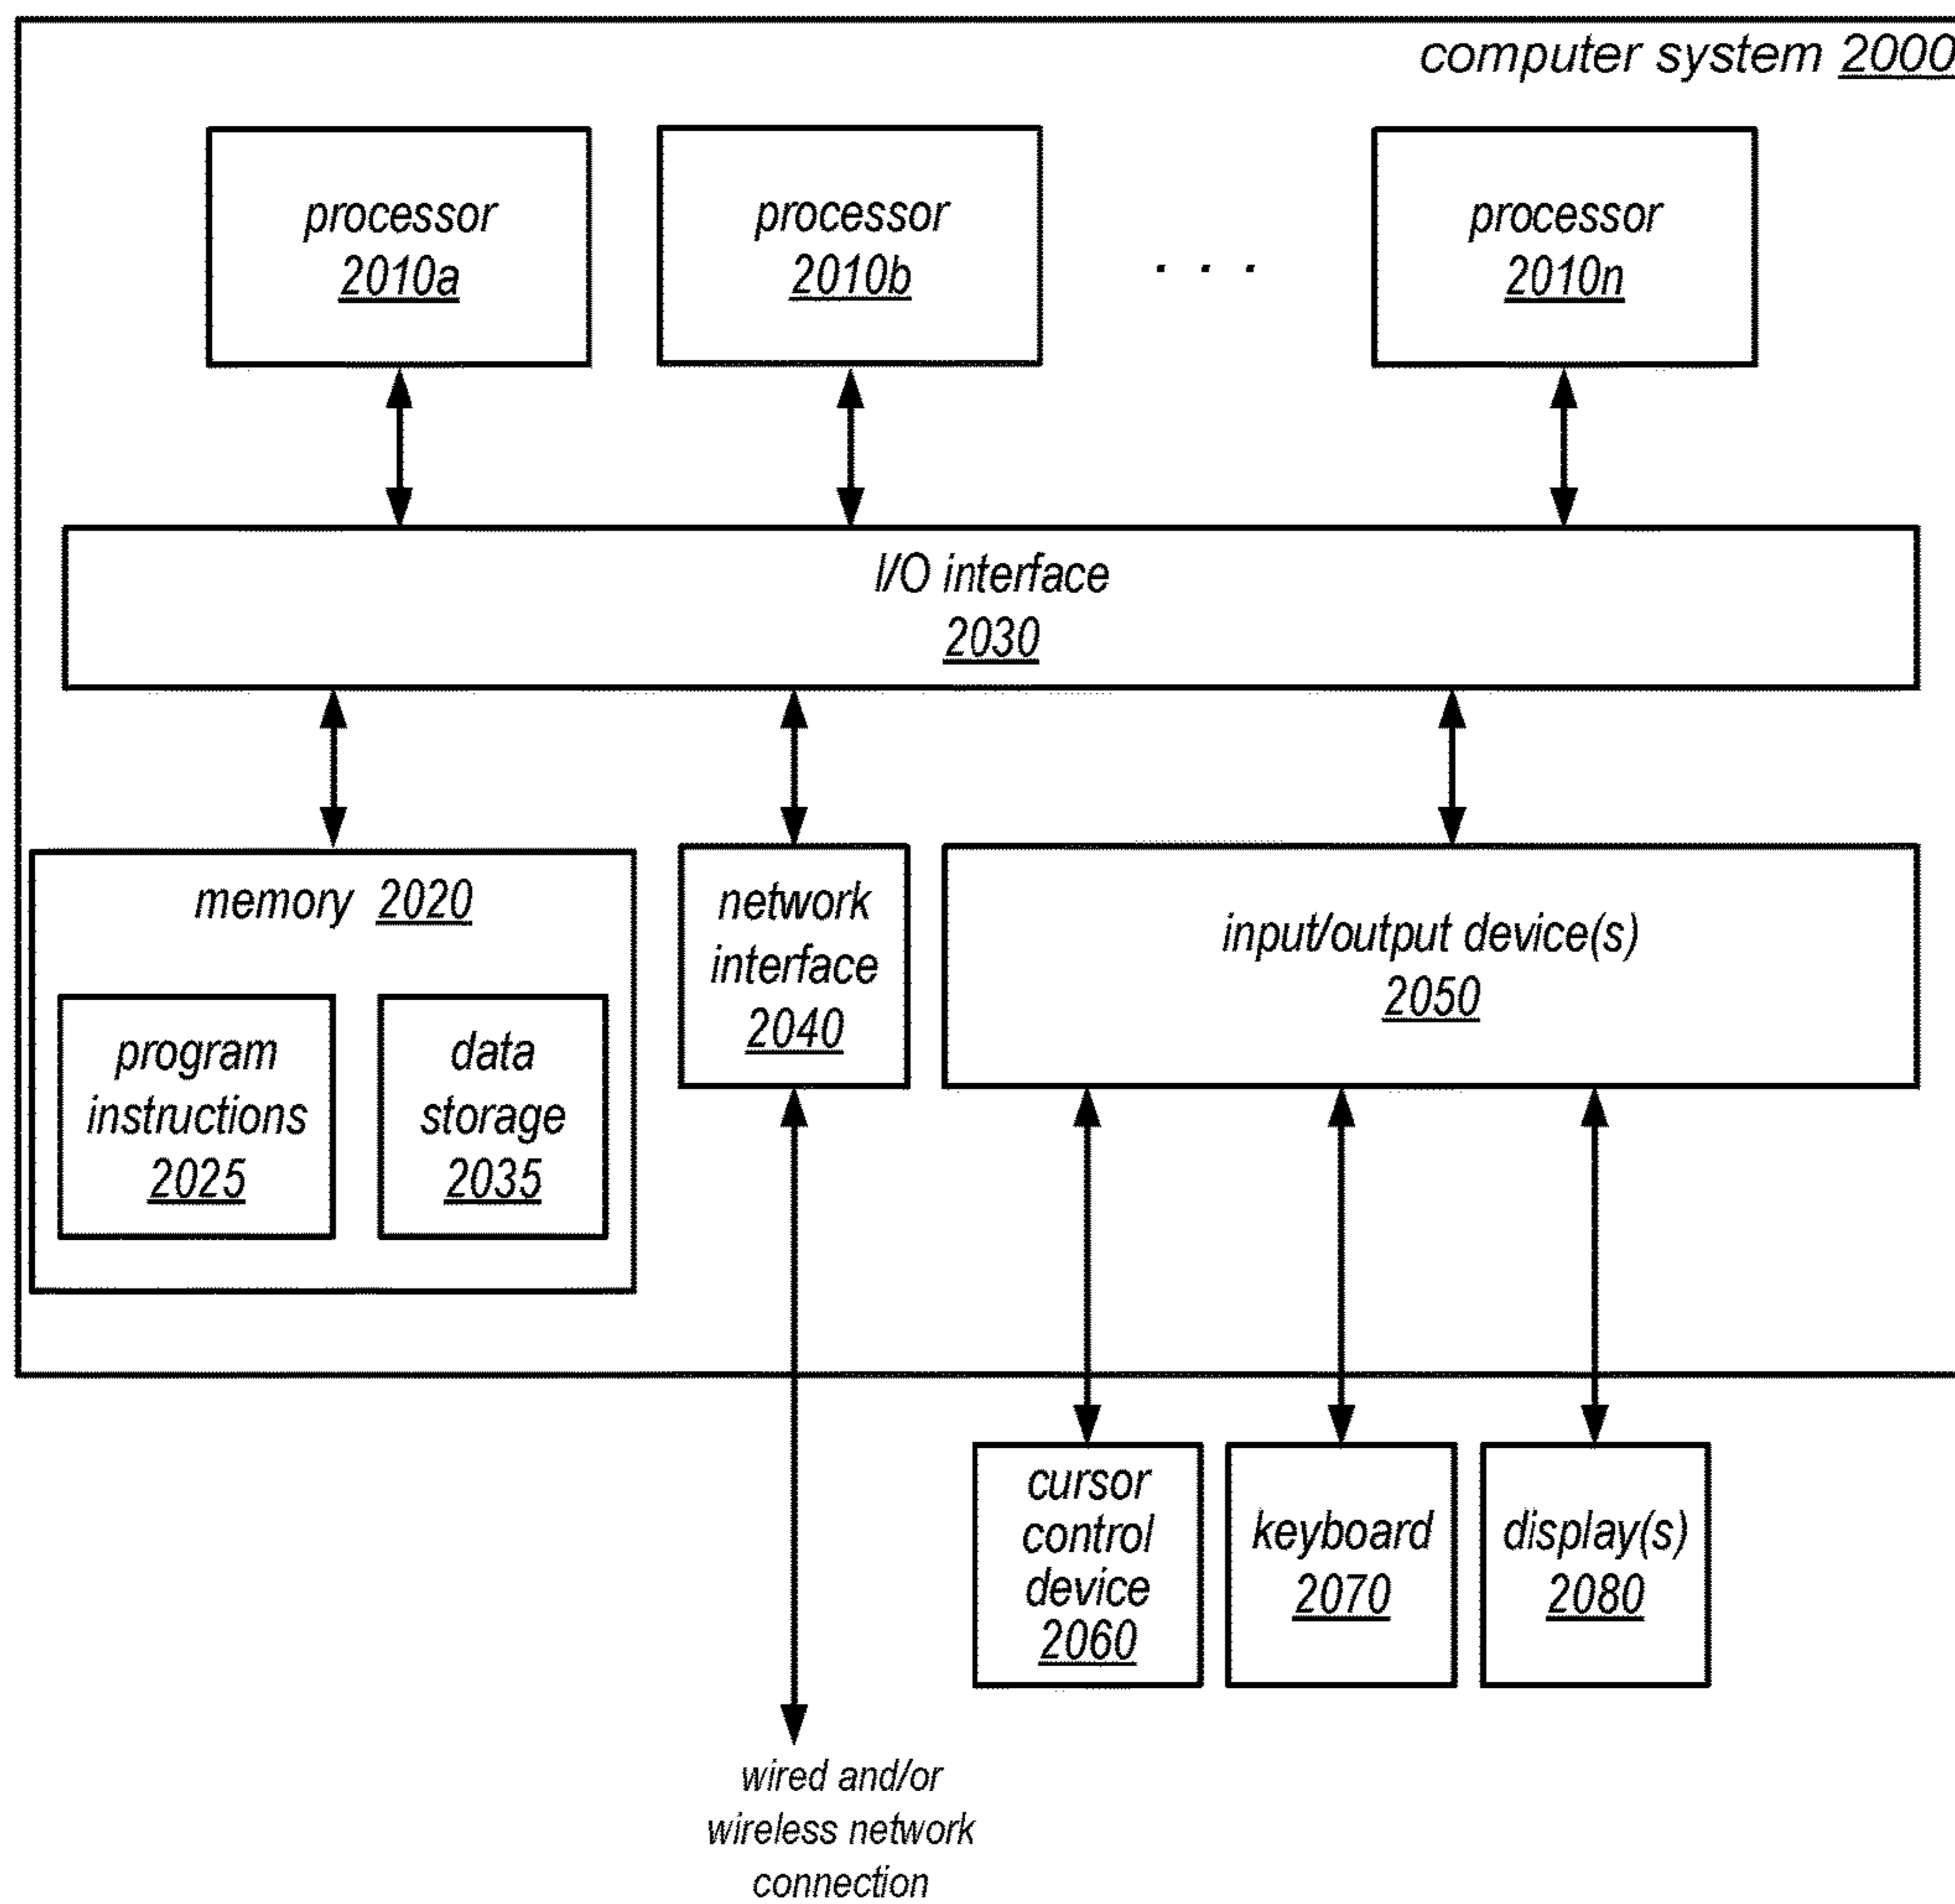 computer system 2000
processor
2010a
processor
2010b
. . .
processor
2010n
I/O interface
2030
memory 2020
program
instructions
2025
data
storage
2035
network
interface
2040
input/output device(s)
2050
cursor
control
device
2060
keyboard
2070
display(s)
2080
wired and/or
wireless network
connection